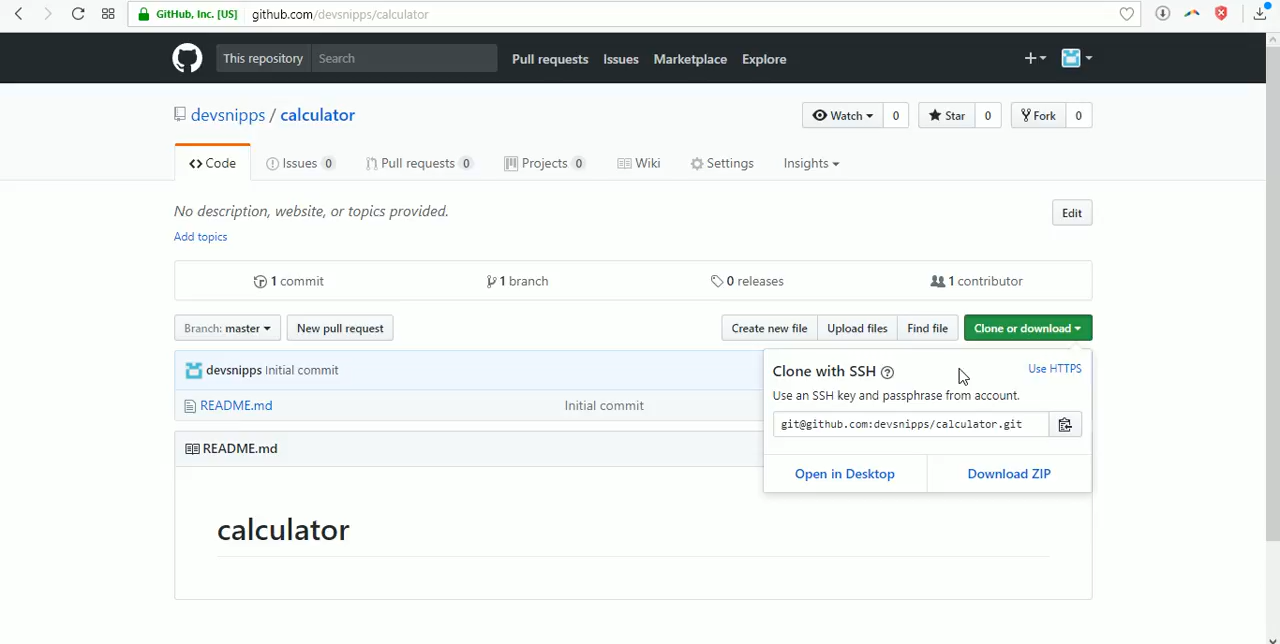 GitHub, Inc. [US] github.com/devsnipps/calculator
This repository Search Pull requests Issues Marketplace Explore
devsnipps / calculator Watch 0 Star 0 Fork 0
Code Issues 0 Pull requests 0 Projects 0 Wiki Settings Insights
No description, website, or topics provided. Edit
Add topics
1 commit 1 branch 0 releases 1 contributor
Branch: master New pull request Create new file Upload files Find file Clone or download
devsnipps Initial commit
README.md Initial commit
Clone with SSH ? Use HTTPS
Use an SSH key and passphrase from account.
git@github.com:devsnipps/calculator.git
Open in Desktop Download ZIP
README.md
calculator